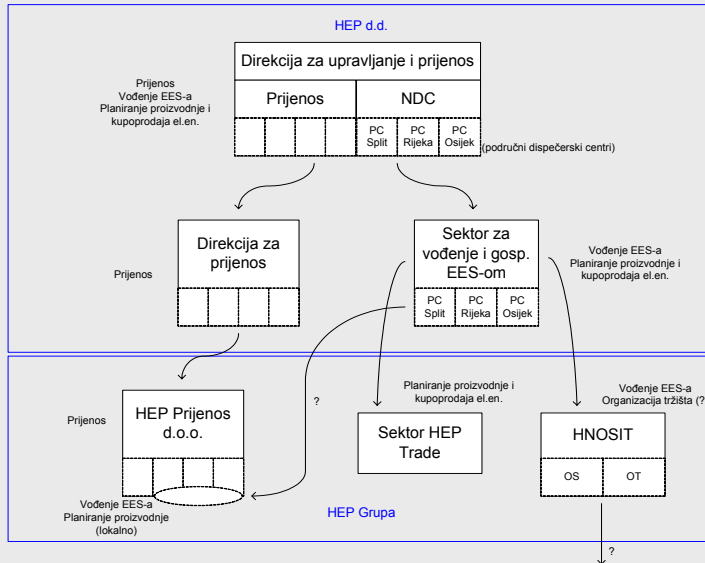 HEP d.d.
Direkcija za upravljanje i prijenos
Prijenos
Vođenje EES-a
Planiranje proizvodnje i
kupoprodaja el.en.
Prijenos
NDC
PC
Split
PC
Rijeka
PC
Osijek
(područni dispečerski centri)
Direkcija za
prijenos
Prijenos
Sektor za
vođenje i gosp.
EES-om
PC
Split
PC
Rijeka
PC
Osijek
Vođenje EES-a
Planiranje proizvodnje i
kupoprodaja el.en.
HEP Prijenos
d.o.o.
Prijenos
Vođenje EES-a
Planiranje proizvodnje
(lokalno)
?
Planiranje proizvodnje i
kupoprodaja el.en.
Sektor HEP
Trade
Vođenje EES-a
Organizacija tržišta (?)
HNOSIT
OS
OT
HEP Grupa
?